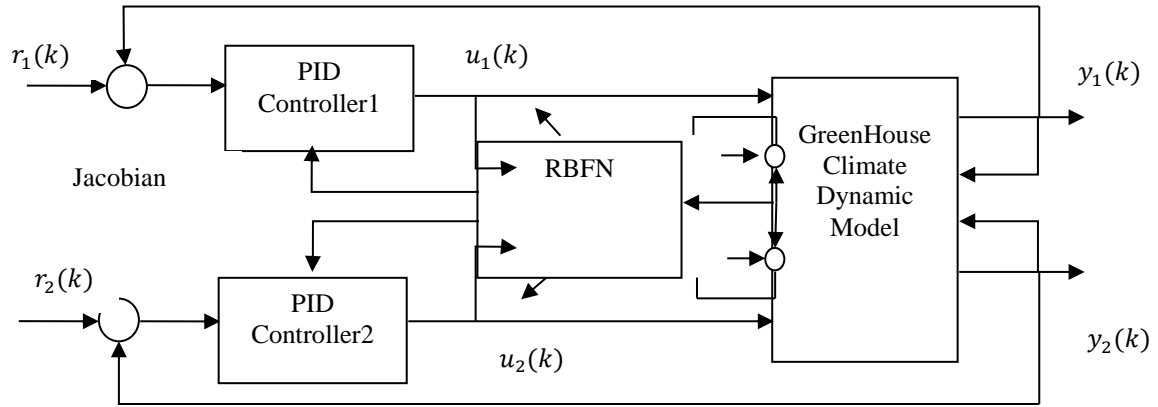 r₁(k)
PID
Controller1
u₁(k)
y₁(k)
GreenHouse
Climate
Dynamic
Model
RBFN
Jacobian
r₂(k)
PID
Controller2
u₂(k)
y₂(k)